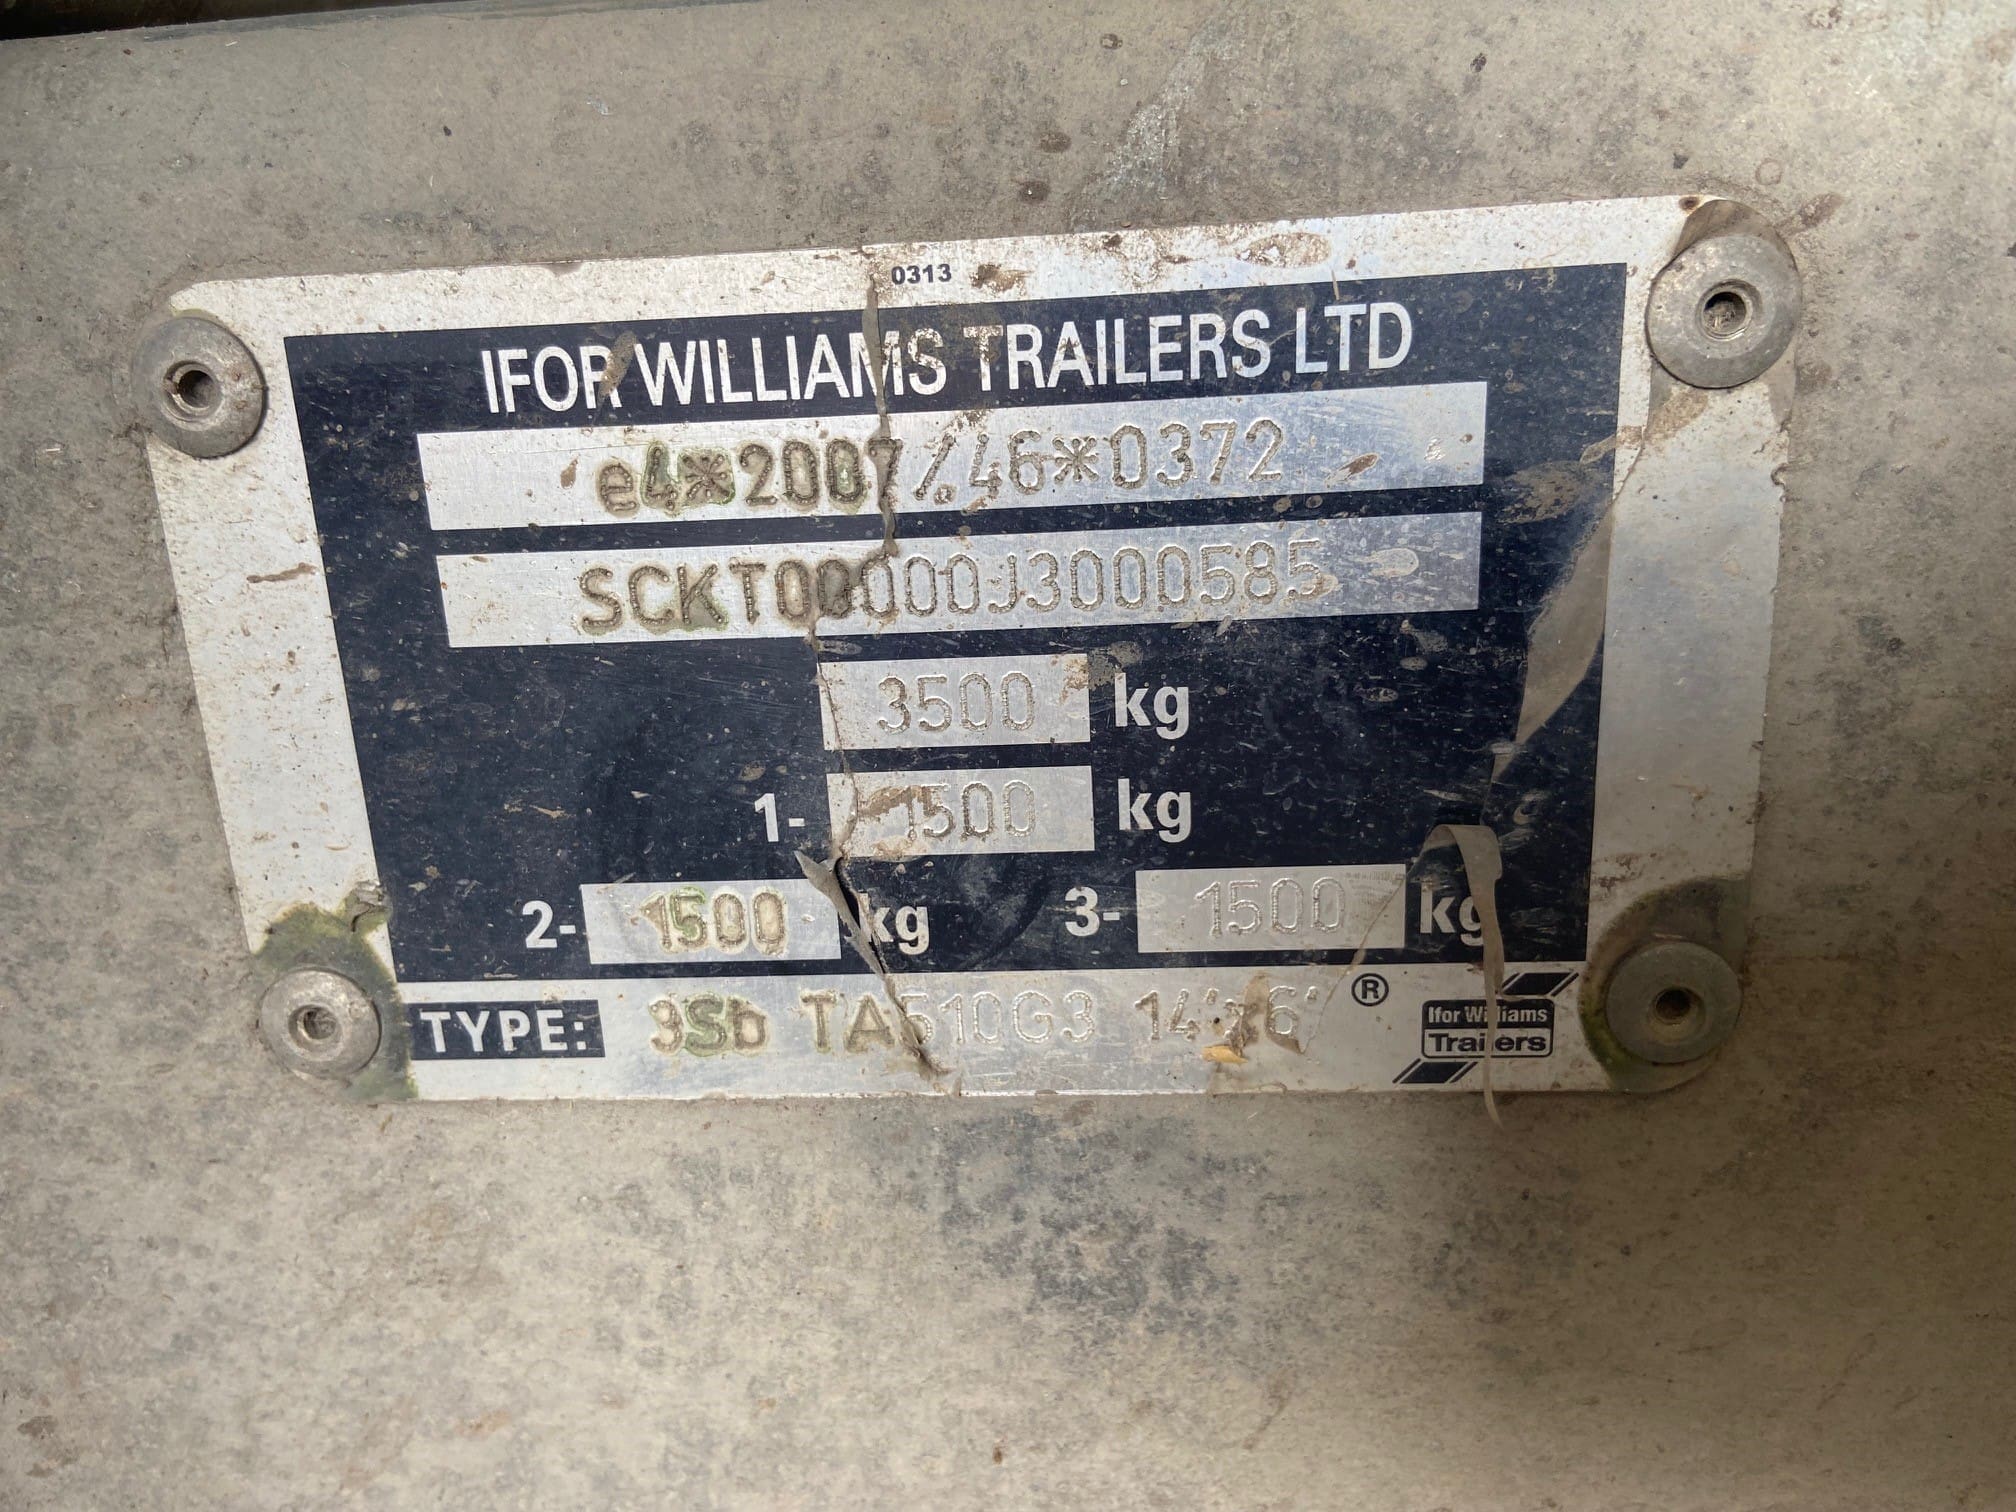 0313
IFOR WILLIAMS TRAILERS LTD
e4*2007/46*0372
SCKT00000J3000585
3500 kg
1- 1500 kg
2- 1500 kg 3- 1500 kg
TYPE: 3Sb TA510G3 14'x6' ®
Ifor Williams
Trailers